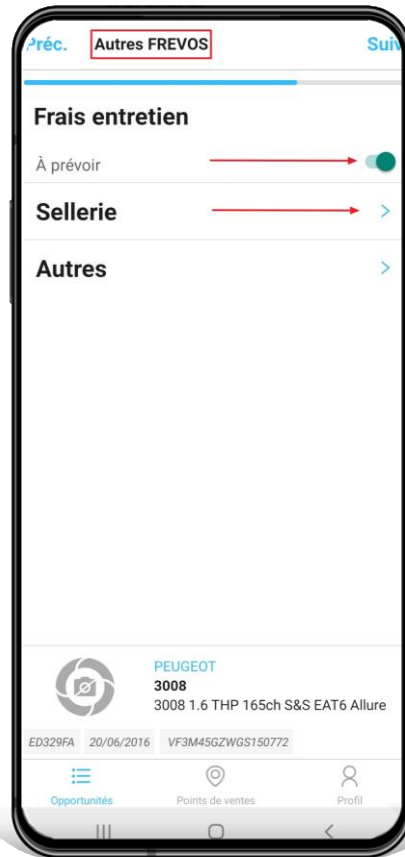 Préc. Autres FREVOS Suiv
Frais entretien
À prévoir
Sellerie
Autres
PEUGEOT
3008
3008 1.6 THP 165ch S&S EAT6 Allure
ED329FA 20/06/2016 VF3M45GZWGS150772
Opportunités Points de ventes Profil